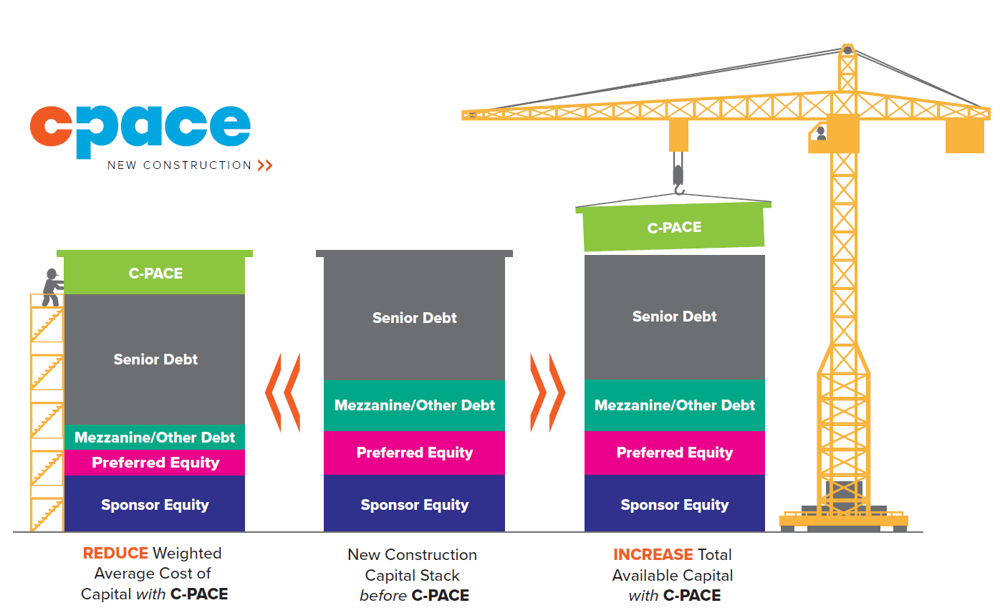 cpace
NEW CONSTRUCTION
C-PACE
Senior Debt
Mezzanine/Other Debt
Preferred Equity
Sponsor Equity
REDUCE Weighted
Average Cost of
Capital with C-PACE
Senior Debt
Mezzanine/Other Debt
Preferred Equity
Sponsor Equity
New Construction
Capital Stack
before C-PACE
C-PACE
Senior Debt
Mezzanine/Other Debt
Preferred Equity
Sponsor Equity
INCREASE Total
Available Capital
with C-PACE